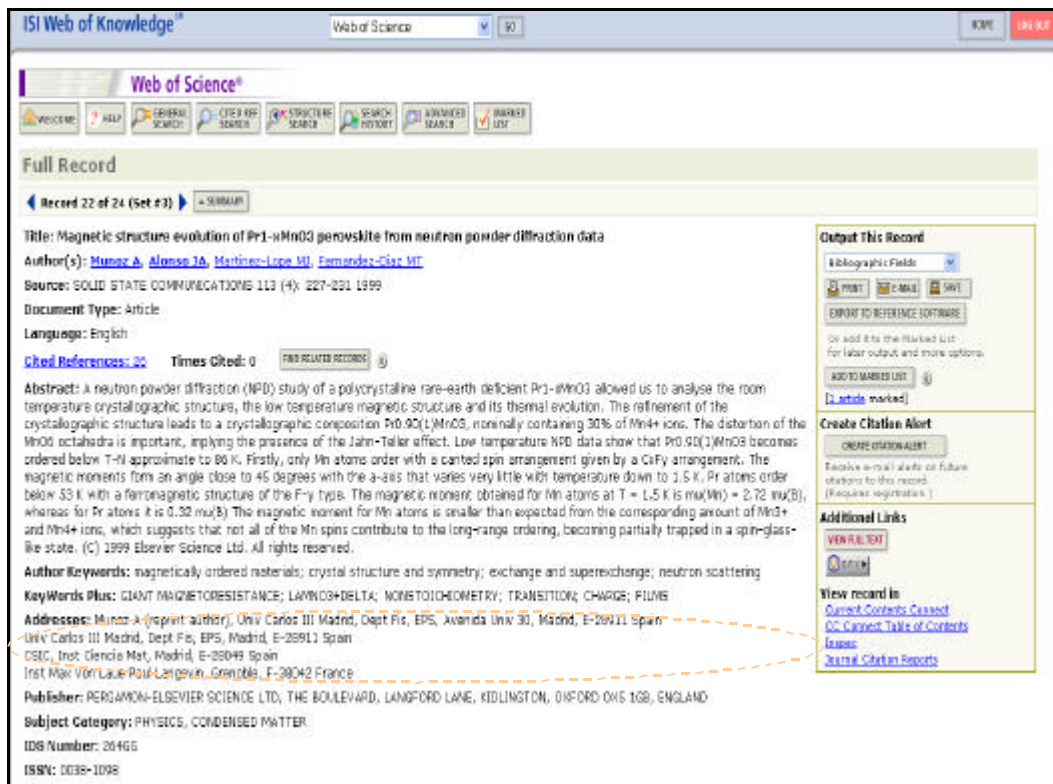 ISI Web of Knowledge℠
Web of Science GO HOME LOG OUT
Web of Science®
WELCOME ? HELP GENERAL SEARCH CITED REF SEARCH STRUCTURE SEARCH SEARCH HISTORY ADVANCED SEARCH MARKED LIST
Full Record
Record 22 of 24 (Set #3) SUMMARY
Title: Magnetic structure evolution of Pr1-xMnO3 perovskite from neutron powder diffraction data
Author(s): Munoz A, Alonso JA, Martinez-Lope MJ, Fernandez-Diaz MT
Source: SOLID STATE COMMUNICATIONS 113 (4): 227-231 1999
Document Type: Article
Language: English
Cited References: 26 Times Cited: 0 FIND RELATED RECORDS
Abstract: A neutron powder diffraction (NPD) study of a polycrystalline rare-earth deficient Pr1-xMnO3 allowed us to analyse the room
temperature crystallographic structure, the low temperature magnetic structure and its thermal evolution. The refinement of the
crystallographic structure leads to a crystallographic composition Pr0.90(1)MnO3, nominally containing 30% of Mn4+ ions. The distortion of the
MnO6 octahedra is important, implying the presence of the Jahn-Teller effect. Low temperature NPD data show that Pr0.90(1)MnO3 becomes
ordered below T-N approximate to 86 K. Firstly, only Mn atoms order with a canted spin arrangement given by a CxFy arrangement. The
magnetic moments form an angle close to 45 degrees with the a-axis that varies very little with temperature down to 1.5 K. Pr atoms order
below 53 K with a ferromagnetic structure of the F-y type. The magnetic moment obtained for Mn atoms at T = 1.5 K is mu(Mn) = 2.72 mu(B),
whereas for Pr atoms it is 0.32 mu(B) The magnetic moment for Mn atoms is smaller than expected from the corresponding amount of Mn3+
and Mn4+ ions, which suggests that not all of the Mn spins contribute to the long-range ordering, becoming partially trapped in a spin-glass-
like state. (C) 1999 Elsevier Science Ltd. All rights reserved.
Author Keywords: magnetically ordered materials; crystal structure and symmetry; exchange and superexchange; neutron scattering
KeyWords Plus: GIANT MAGNETORESISTANCE; LAMNO3+DELTA; NONSTOICHIOMETRY; TRANSITION; CHARGE; FILMS
Addresses: Munoz A (reprint author), Univ Carlos III Madrid, Dept Fis, EPS, Avenida Univ 30, Madrid, E-28911 Spain
Univ Carlos III Madrid, Dept Fis, EPS, Madrid, E-28911 Spain
CSIC, Inst Ciencia Mat, Madrid, E-28049 Spain
Inst Max Von Laue Paul Langevin, Grenoble, F-38042 France
Publisher: PERGAMON-ELSEVIER SCIENCE LTD, THE BOULEVARD, LANGFORD LANE, KIDLINGTON, OXFORD OX5 1GB, ENGLAND
Subject Category: PHYSICS, CONDENSED MATTER
IDS Number: 264GG
ISSN: 0038-1098
Output This Record
Bibliographic Fields
PRINT E-MAIL SAVE
EXPORT TO REFERENCE SOFTWARE
Or add it to the Marked List
for later output and more options.
ADD TO MARKED LIST
[1 article marked]
Create Citation Alert
CREATE CITATION ALERT
Receive e-mail alerts on future
citations to this record.
(Requires registration.)
Additional Links
VIEW FULL TEXT
View record in
Current Contents Connect
CC Connect Table of Contents
Inspec
Journal Citation Reports